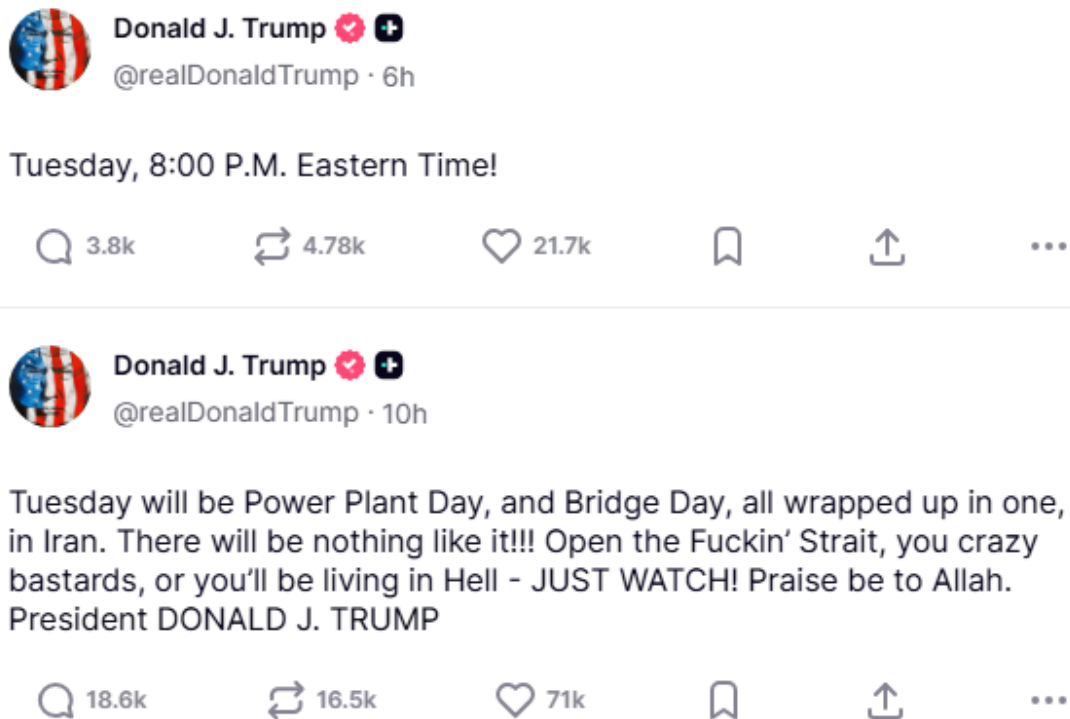 Donald J. Trump
@realDonaldTrump · 6h
Tuesday, 8:00 P.M. Eastern Time!
3.8k 4.78k 21.7k
Donald J. Trump
@realDonaldTrump · 10h
Tuesday will be Power Plant Day, and Bridge Day, all wrapped up in one,
in Iran. There will be nothing like it!!! Open the Fuckin’ Strait, you crazy
bastards, or you’ll be living in Hell - JUST WATCH! Praise be to Allah.
President DONALD J. TRUMP
18.6k 16.5k 71k